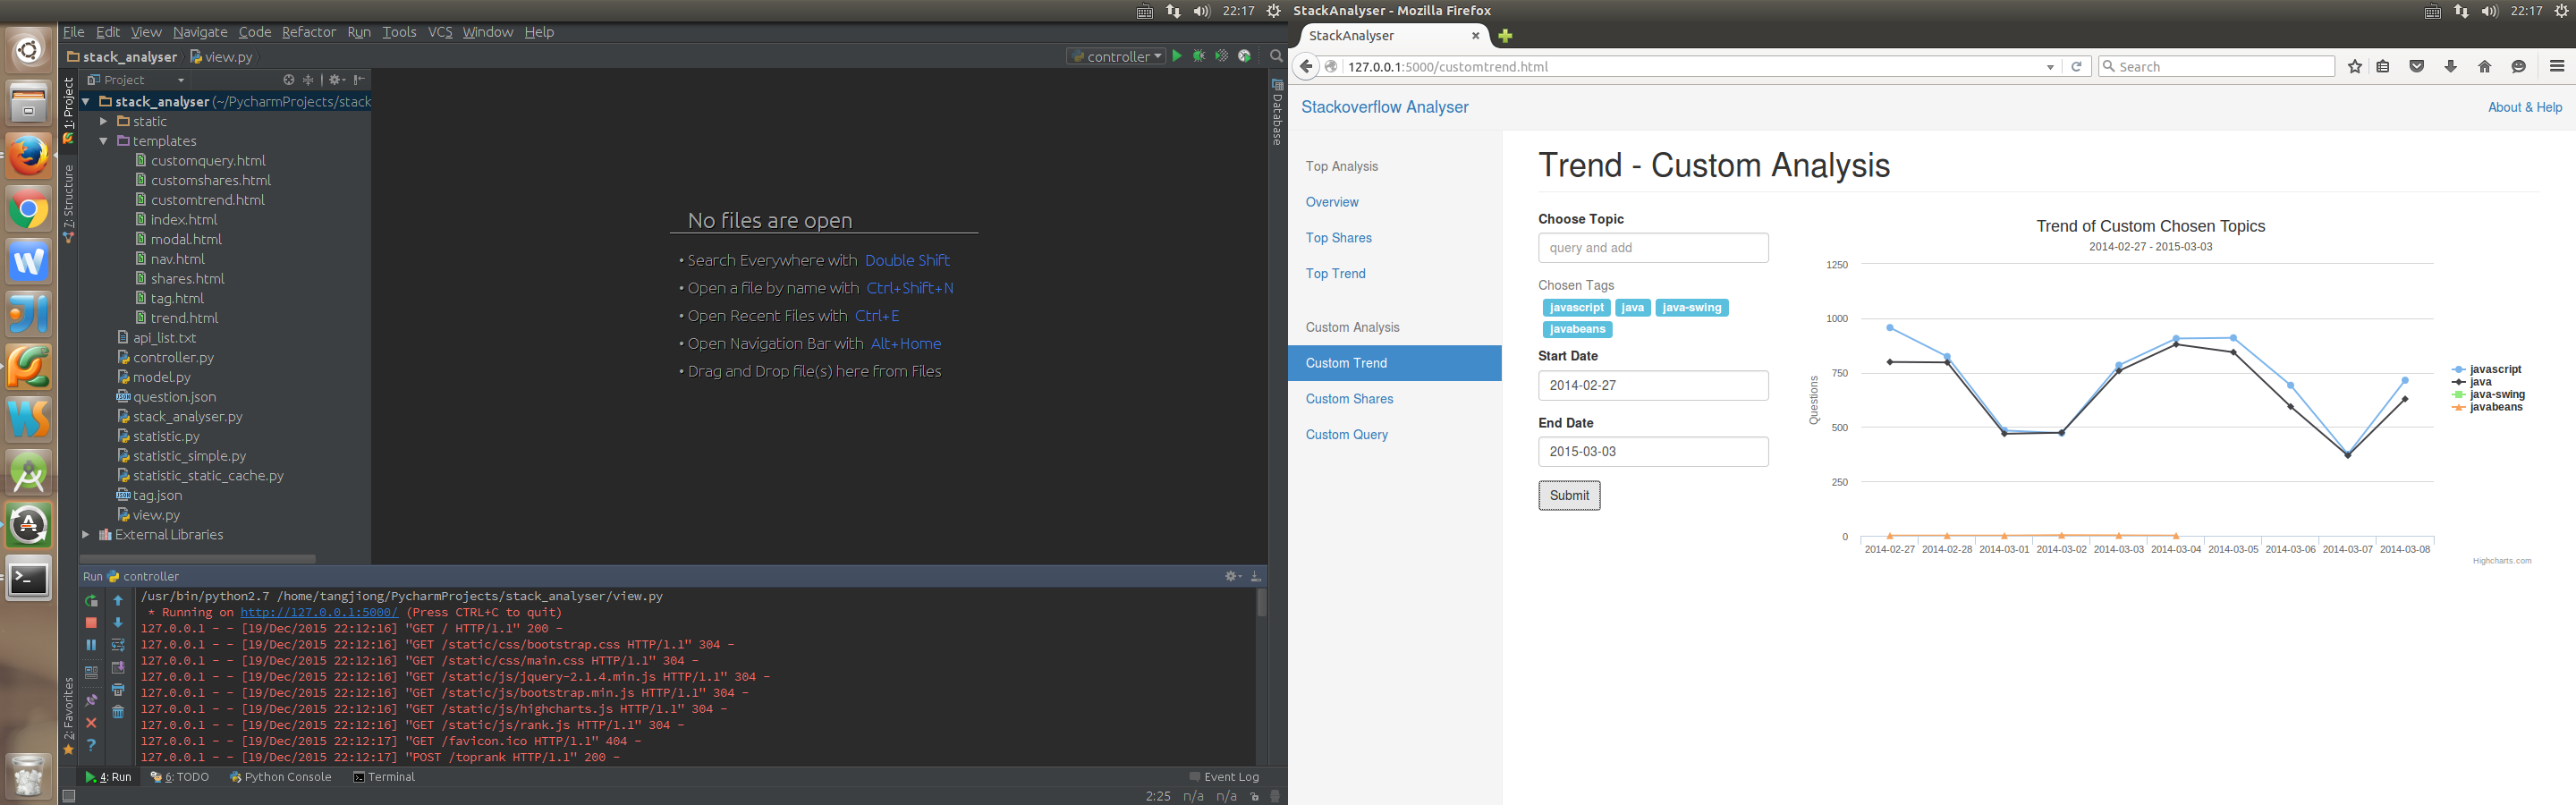 22:17
File Edit View Navigate Code Refactor Run Tools VCS Window Help
stack_analyser view.py
controller
Project
1: Project
7: Structure
2: Favorites
Database
stack_analyser (~/PycharmProjects/stack
static
templates
customquery.html
customshares.html
customtrend.html
index.html
modal.html
nav.html
shares.html
tag.html
trend.html
api_list.txt
controller.py
model.py
question.json
stack_analyser.py
statistic.py
statistic_simple.py
statistic_static_cache.py
tag.json
view.py
External Libraries
No files are open
• Search Everywhere with Double Shift
• Open a file by name with Ctrl+Shift+N
• Open Recent Files with Ctrl+E
• Open Navigation Bar with Alt+Home
• Drag and Drop file(s) here from Files
Run controller
/usr/bin/python2.7 /home/tangjiong/PycharmProjects/stack_analyser/view.py
* Running on http://127.0.0.1:5000/ (Press CTRL+C to quit)
127.0.0.1 - - [19/Dec/2015 22:12:16] "GET / HTTP/1.1" 200 -
127.0.0.1 - - [19/Dec/2015 22:12:16] "GET /static/css/bootstrap.css HTTP/1.1" 304 -
127.0.0.1 - - [19/Dec/2015 22:12:16] "GET /static/css/main.css HTTP/1.1" 304 -
127.0.0.1 - - [19/Dec/2015 22:12:16] "GET /static/js/jquery-2.1.4.min.js HTTP/1.1" 304 -
127.0.0.1 - - [19/Dec/2015 22:12:16] "GET /static/js/bootstrap.min.js HTTP/1.1" 304 -
127.0.0.1 - - [19/Dec/2015 22:12:16] "GET /static/js/highcharts.js HTTP/1.1" 304 -
127.0.0.1 - - [19/Dec/2015 22:12:16] "GET /static/js/rank.js HTTP/1.1" 304 -
127.0.0.1 - - [19/Dec/2015 22:12:17] "GET /favicon.ico HTTP/1.1" 404 -
127.0.0.1 - - [19/Dec/2015 22:12:17] "POST /toprank HTTP/1.1" 200 -
4: Run 6: TODO Python Console Terminal Event Log
2:25 n/a n/a
StackAnalyser - Mozilla Firefox 22:17
StackAnalyser
127.0.0.1:5000/customtrend.html Search
Stackoverflow Analyser About & Help
Top Analysis
Overview
Top Shares
Top Trend
Custom Analysis
Custom Trend
Custom Shares
Custom Query
Trend - Custom Analysis
Choose Topic
query and add
Chosen Tags
javascript java java-swing
javabeans
Start Date
2014-02-27
End Date
2015-03-03
Submit
Trend of Custom Chosen Topics
2014-02-27 - 2015-03-03
Questions
1250
1000
750
500
250
0
2014-02-27 2014-02-28 2014-03-01 2014-03-02 2014-03-03 2014-03-04 2014-03-05 2014-03-06 2014-03-07 2014-03-08
javascript
java
java-swing
javabeans
Highcharts.com